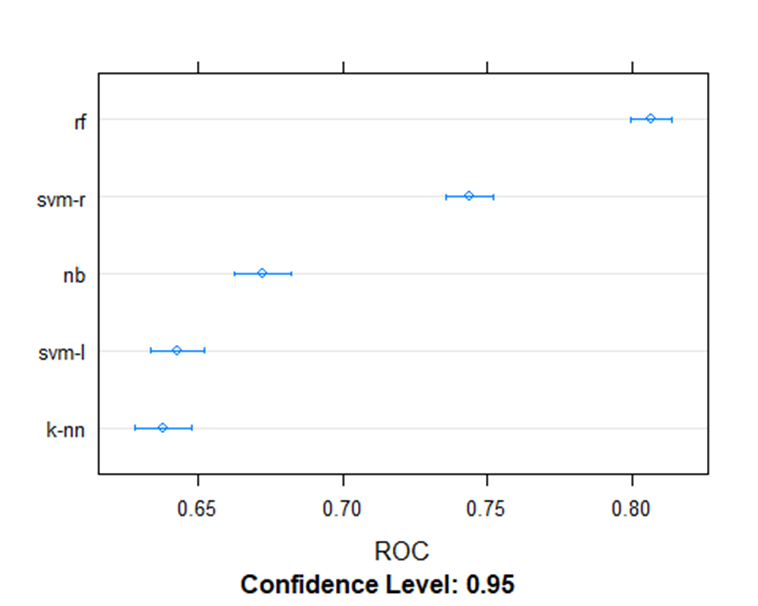 rf
svm-r
nb
svm-l
k-nn
0.65 0.70 0.75 0.80
ROC
Confidence Level: 0.95